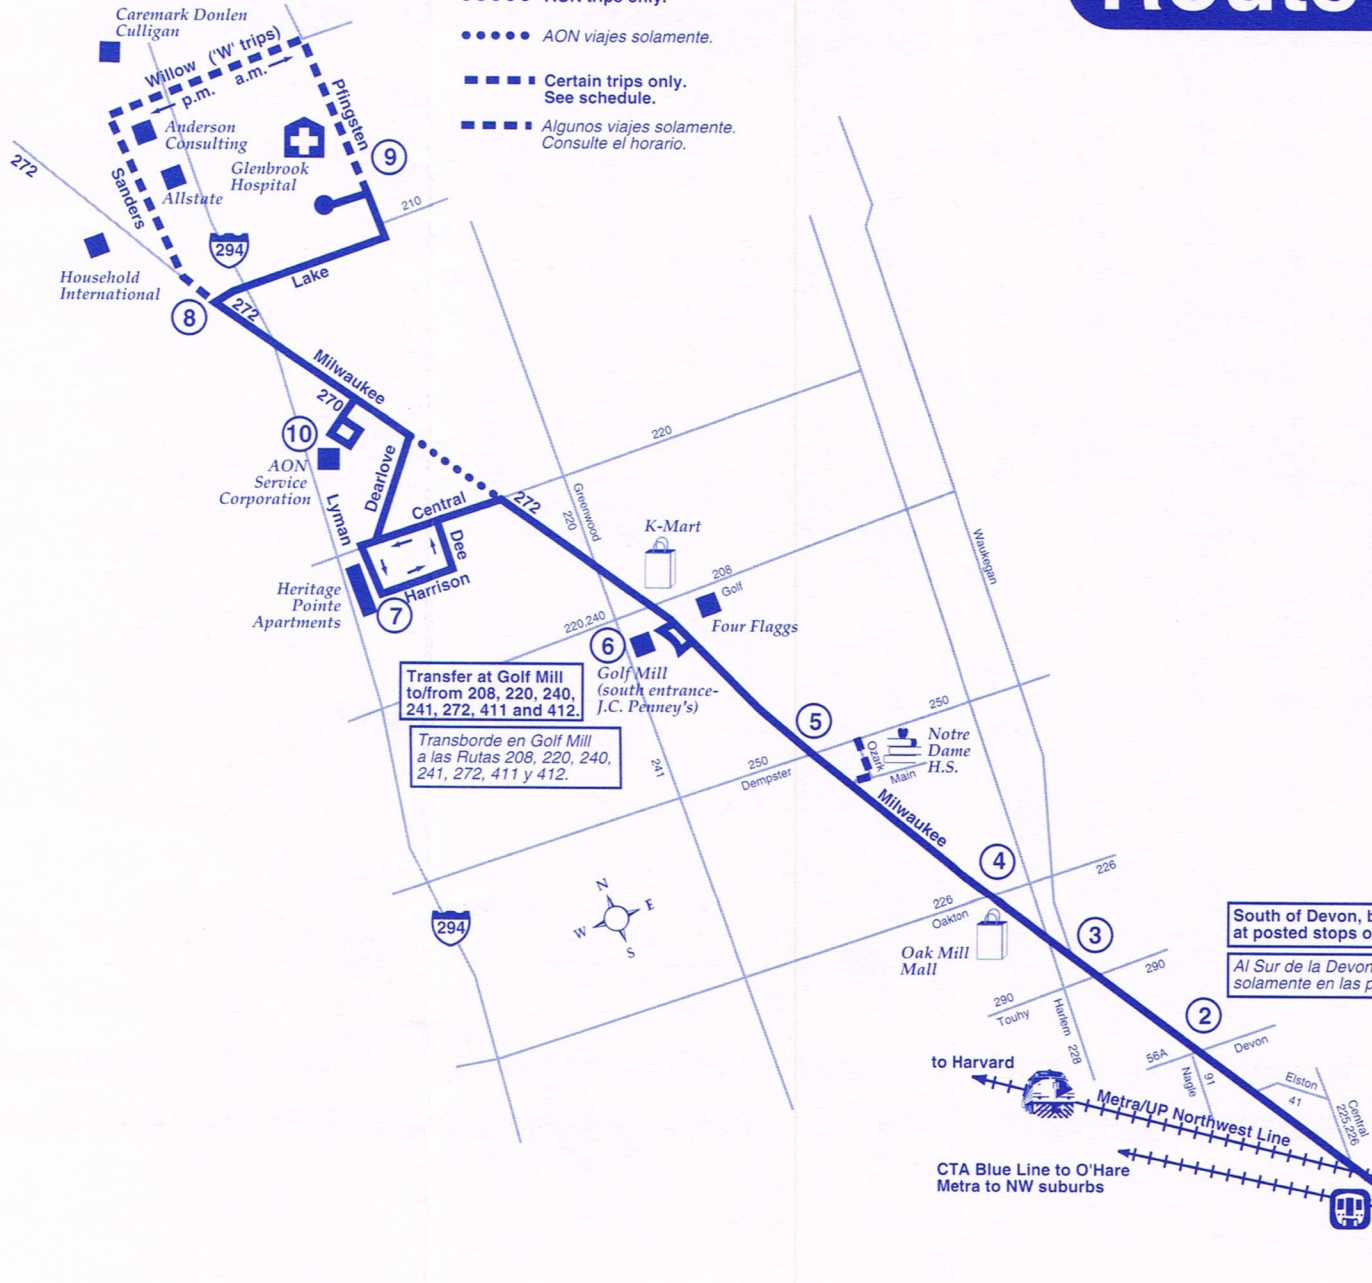 Route
AON trips only.
AON viajes solamente.
Certain trips only.
See schedule.
Algunos viajes solamente.
Consulte el horario.
Caremark Donlen
Culligan
Willow ('W' trips)
p.m. a.m.
Pfingsten
Anderson
Consulting
Glenbrook
Hospital
9
272
Sanders
Allstate
210
294
Household
International
Lake
8
272
Milwaukee
270
10
AON
Service
Corporation
Dearlove
Lyman
Central
272
Dee
Harrison
Heritage
Pointe
Apartments
7
220
Greenwood
220
K-Mart
208
Golf
Four Flaggs
220,240
6
Golf Mill
(south entrance-
J.C. Penney's)
Waukegan
Transfer at Golf Mill
to/from 208, 220, 240,
241, 272, 411 and 412.
Transborde en Golf Mill
a las Rutas 208, 220, 240,
241, 272, 411 y 412.
241
5
250
250
Dempster
Ozark
Notre
Dame
H.S.
Main
Milwaukee
4
226
226
Oakton
N
E
W
S
294
Oak Mill
Mall
3
290
290
Touhy
Harlem 228
South of Devon, b
at posted stops o
Al Sur de la Devon
solamente en las p
2
56A
Devon
Nagle
91
Elston
41
Central
225,226
to Harvard
Metra/UP Northwest Line
CTA Blue Line to O'Hare
Metra to NW suburbs